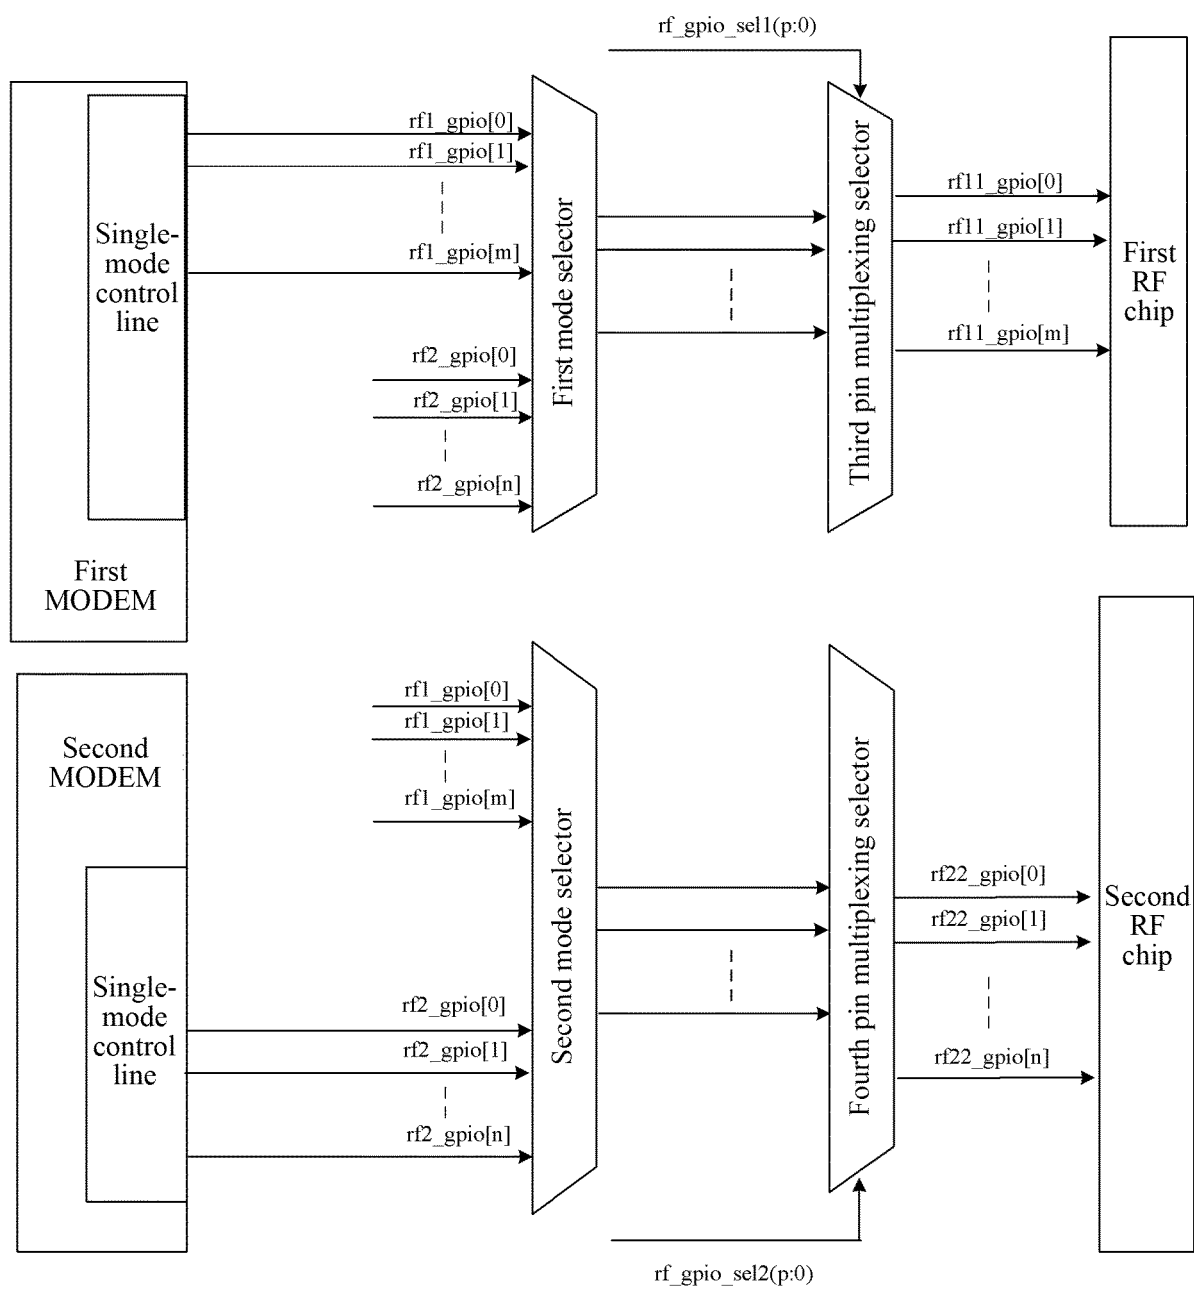 rf_gpio_sel1(p:0)
rf1_gpio[0]
rf1_gpio[1]
rf1_gpio[m]
rf2_gpio[0]
rf2_gpio[1]
rf2_gpio[n]
Single-
mode
control
line
First
MODEM
First mode selector
Third pin multiplexing selector
rf11_gpio[0]
rf11_gpio[1]
rf11_gpio[m]
First
RF
chip
Second
MODEM
Single-
mode
control
line
rf1_gpio[0]
rf1_gpio[1]
rf1_gpio[m]
rf2_gpio[0]
rf2_gpio[1]
rf2_gpio[n]
Second mode selector
Fourth pin multiplexing selector
rf22_gpio[0]
rf22_gpio[1]
rf22_gpio[n]
Second
RF
chip
rf_gpio_sel2(p:0)